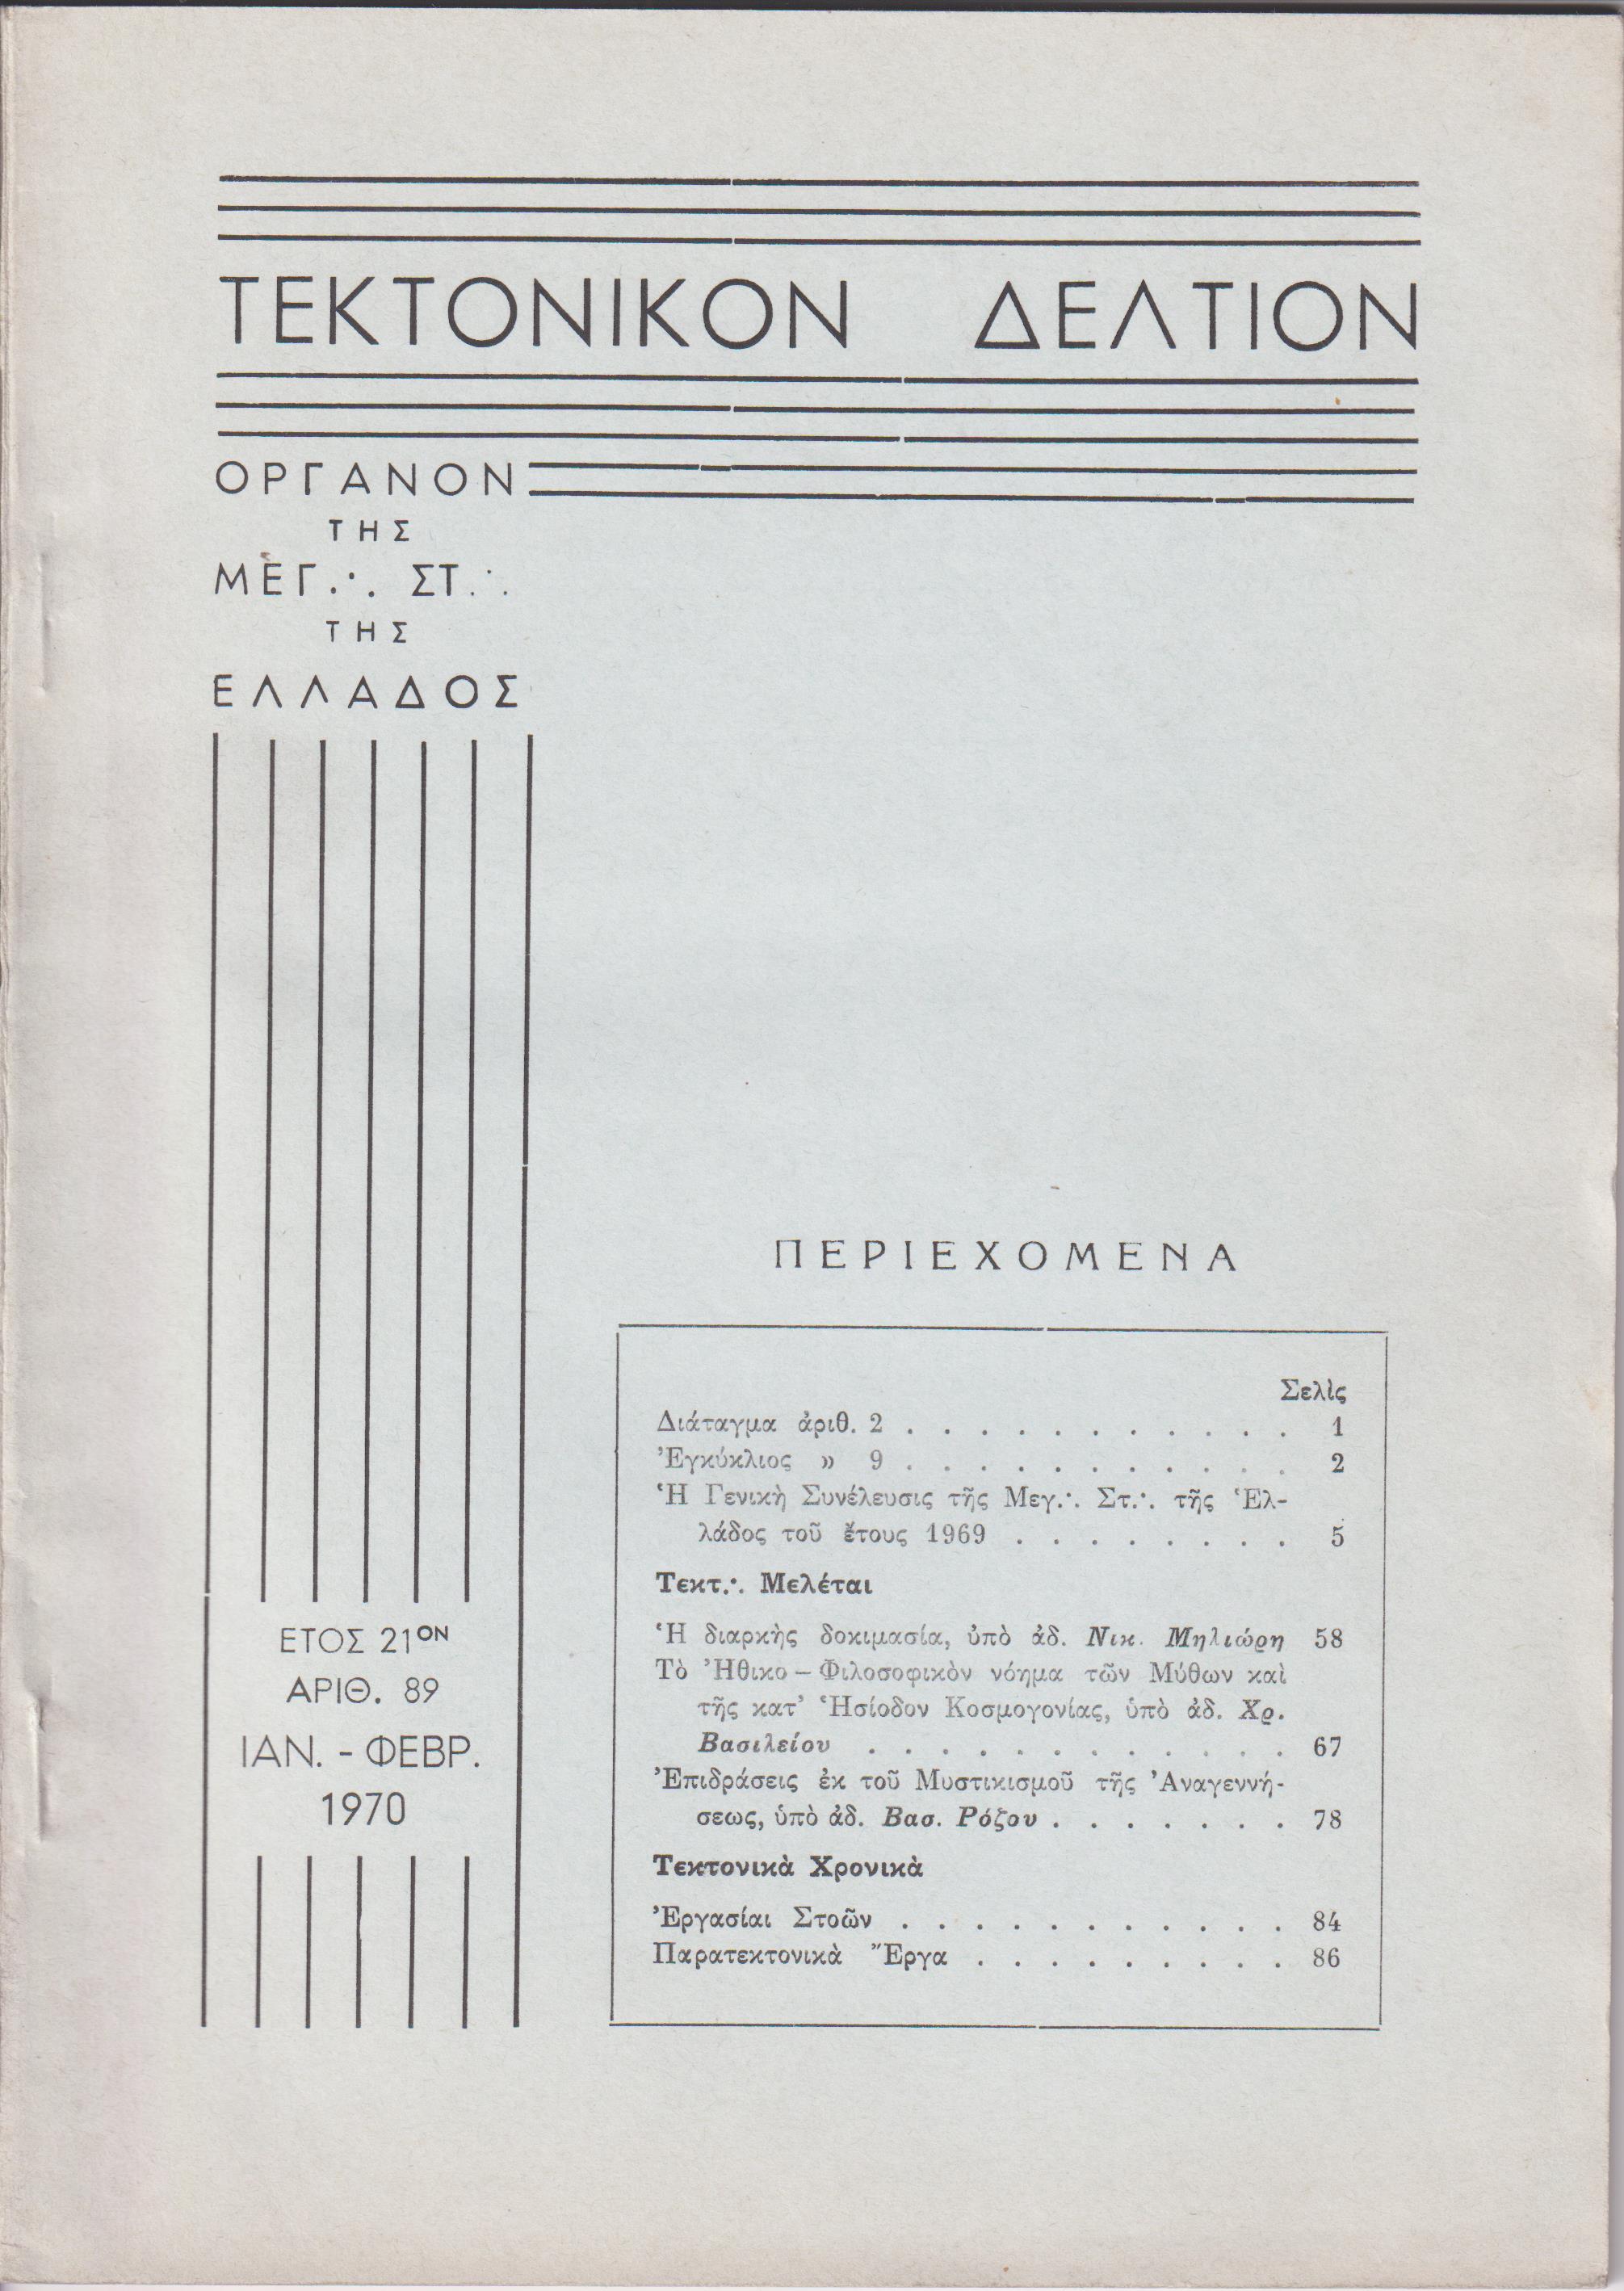 ΤΕΚΤΟΝΙΚΟΝ ΔΕΛΤΙΟΝ
ΟΡΓΑΝΟΝ
ΤΗΣ
ΜΕΓ.·. ΣΤ.·.
ΤΗΣ
ΕΛΛΑΔΟΣ
ΕΤΟΣ 21ΟΝ
ΑΡΙΘ. 89
ΙΑΝ. - ΦΕΒΡ.
1970
ΠΕΡΙΕΧΟΜΕΝΑ
Σελὶς
Διάταγμα ἀριθ. 2 . . . . . . . . . . . 1
Ἐγκύκλιος » 9 . . . . . . . . . . . 2
Ἡ Γενικὴ Συνέλευσις τῆς Μεγ.·. Στ.·. τῆς Ἑλ-
λάδος τοῦ ἔτους 1969 . . . . . . . . 5
Τεκτ.·. Μελέται
Ἡ διαρκὴς δοκιμασία, ὑπὸ ἀδ. Νικ. Μηλιώρη 58
Τὸ Ἠθικο – Φιλοσοφικὸν νόημα τῶν Μύθων καὶ
τῆς κατ’ Ἡσίοδον Κοσμογονίας, ὑπὸ ἀδ. Χρ.
Βασιλείου . . . . . . . . . . . . 67
Ἐπιδράσεις ἐκ τοῦ Μυστικισμοῦ τῆς Ἀναγεννή-
σεως, ὑπὸ ἀδ. Βασ. Ρόζου . . . . . . . 78
Τεκτονικὰ Χρονικὰ
Ἐργασίαι Στοῶν . . . . . . . . . . . 84
Παρατεκτονικὰ Ἔργα . . . . . . . . . 86